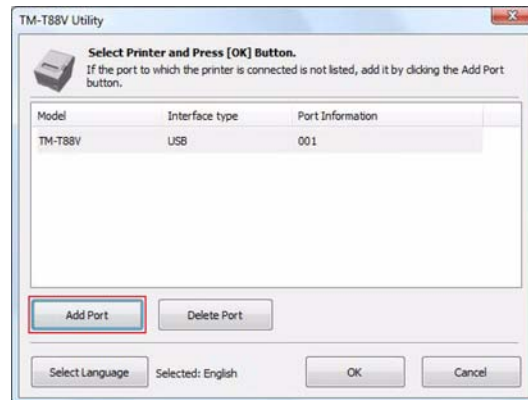 TM-T88V Utility
Select Printer and Press [OK] Button.
If the port to which the printer is connected is not listed, add it by clicking the Add Port
button.
Model Interface type Port Information
TM-T88V USB 001
Add Port Delete Port
Select Language Selected: English OK Cancel